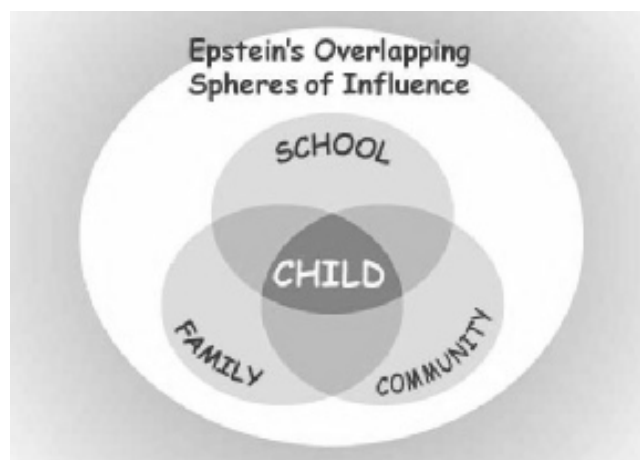 Epstein's Overlapping
Spheres of Influence
SCHOOL
CHILD
FAMILY
COMMUNITY